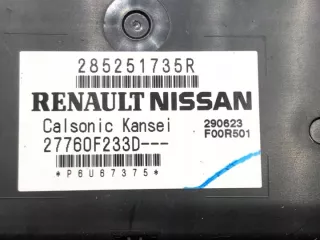 285251735R
RENAULT NISSAN
Calsonic Kansei 290623
27760F233D--- F00R501
*P6U67375*